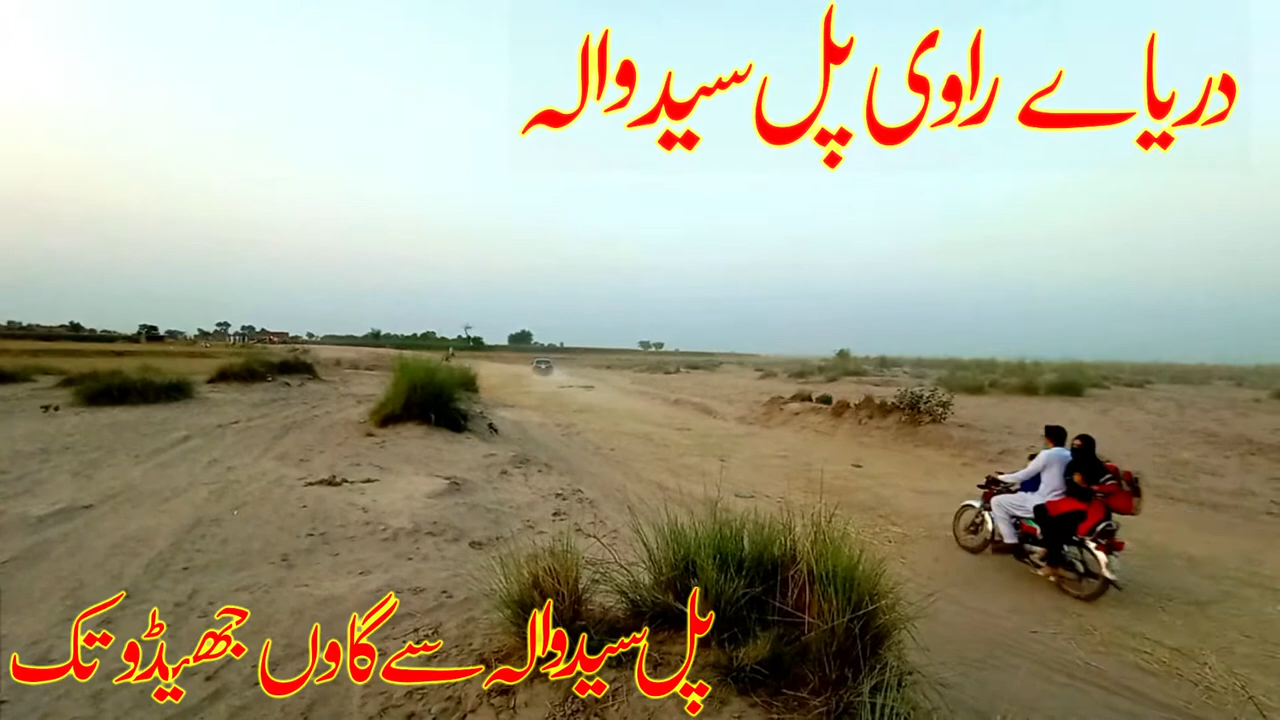 دریاے راوی پل سیدوالہ
پل سیدوالہ سے گاوں جھیڈو تک